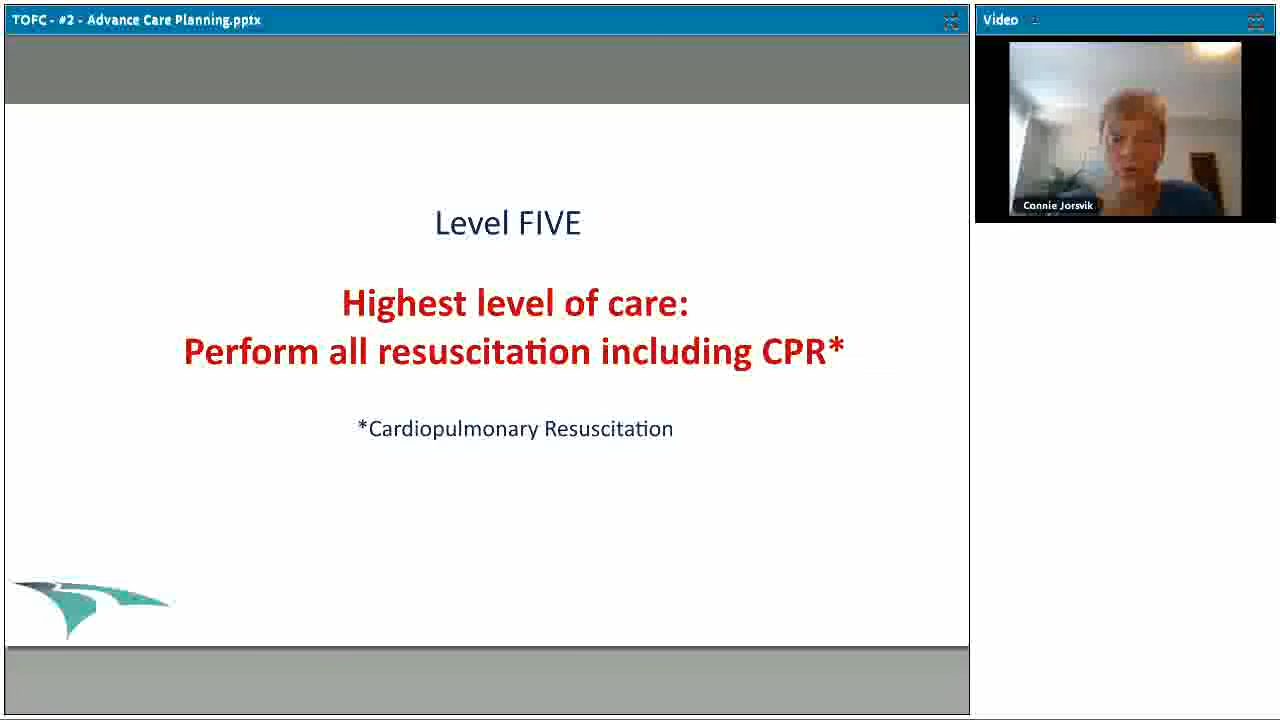 TOFC - #2 - Advance Care Planning.pptx
Video - 1
Connie Jorsvik
Level FIVE
Highest level of care:
Perform all resuscitation including CPR*
*Cardiopulmonary Resuscitation